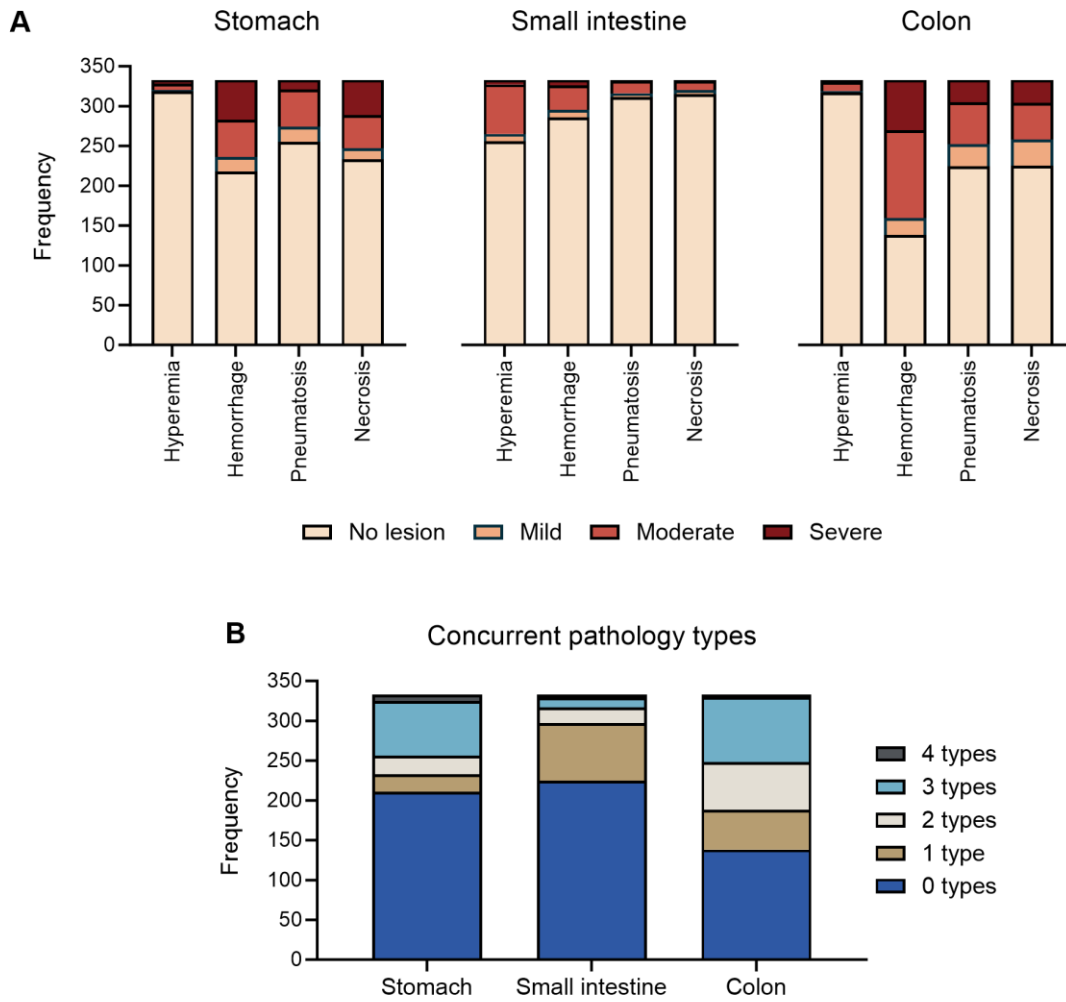 A
Stomach
Small intestine
Colon
Frequency
350
300
250
200
150
100
50
0
Hyperemia
Hemorrhage
Pneumatosis
Necrosis
Hyperemia
Hemorrhage
Pneumatosis
Necrosis
Hyperemia
Hemorrhage
Pneumatosis
Necrosis
No lesion
Mild
Moderate
Severe
B
Concurrent pathology types
Frequency
350
300
250
200
150
100
50
0
Stomach
Small intestine
Colon
4 types
3 types
2 types
1 type
0 types